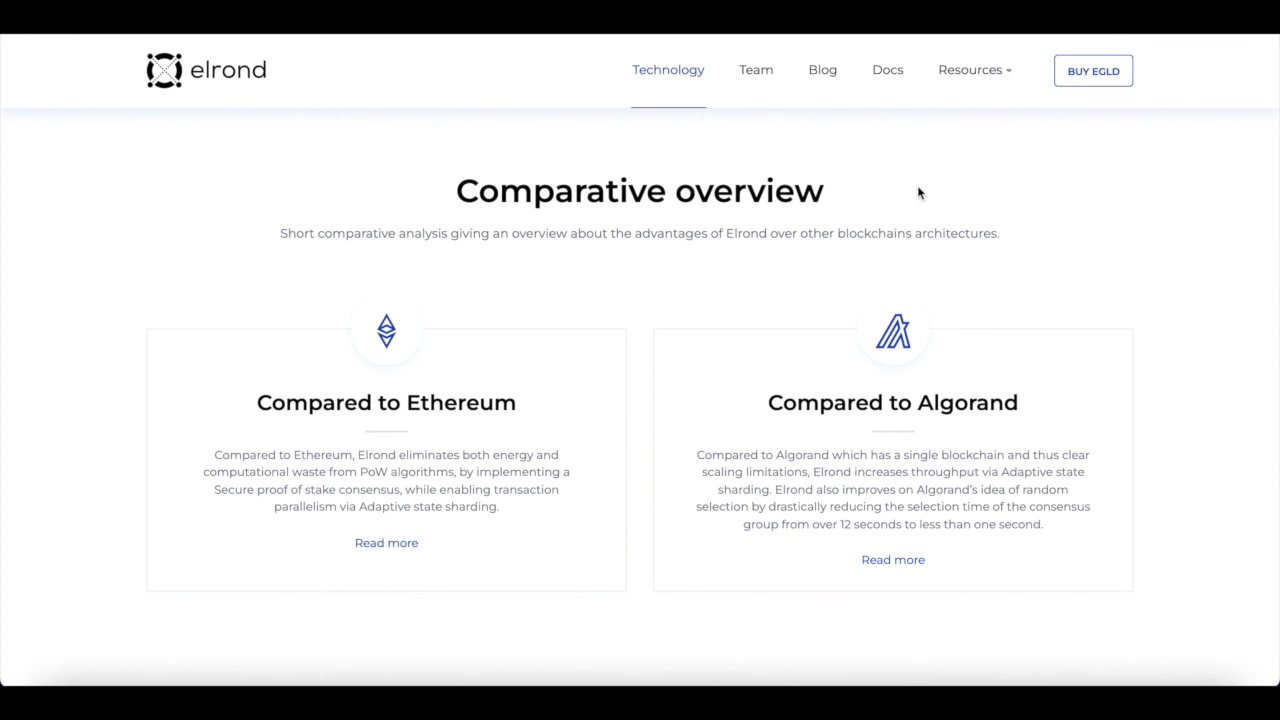 elrond
Technology
Team
Blog
Docs
Resources
BUY EGLD
Comparative overview
Short comparative analysis giving an overview about the advantages of Elrond over other blockchains architectures.
Compared to Ethereum
Compared to Ethereum, Elrond eliminates both energy and
computational waste from PoW algorithms, by implementing a
Secure proof of stake consensus, while enabling transaction
parallelism via Adaptive state sharding.
Read more
Compared to Algorand
Compared to Algorand which has a single blockchain and thus clear
scaling limitations, Elrond increases throughput via Adaptive state
sharding. Elrond also improves on Algorand's idea of random
selection by drastically reducing the selection time of the consensus
group from over 12 seconds to less than one second.
Read more